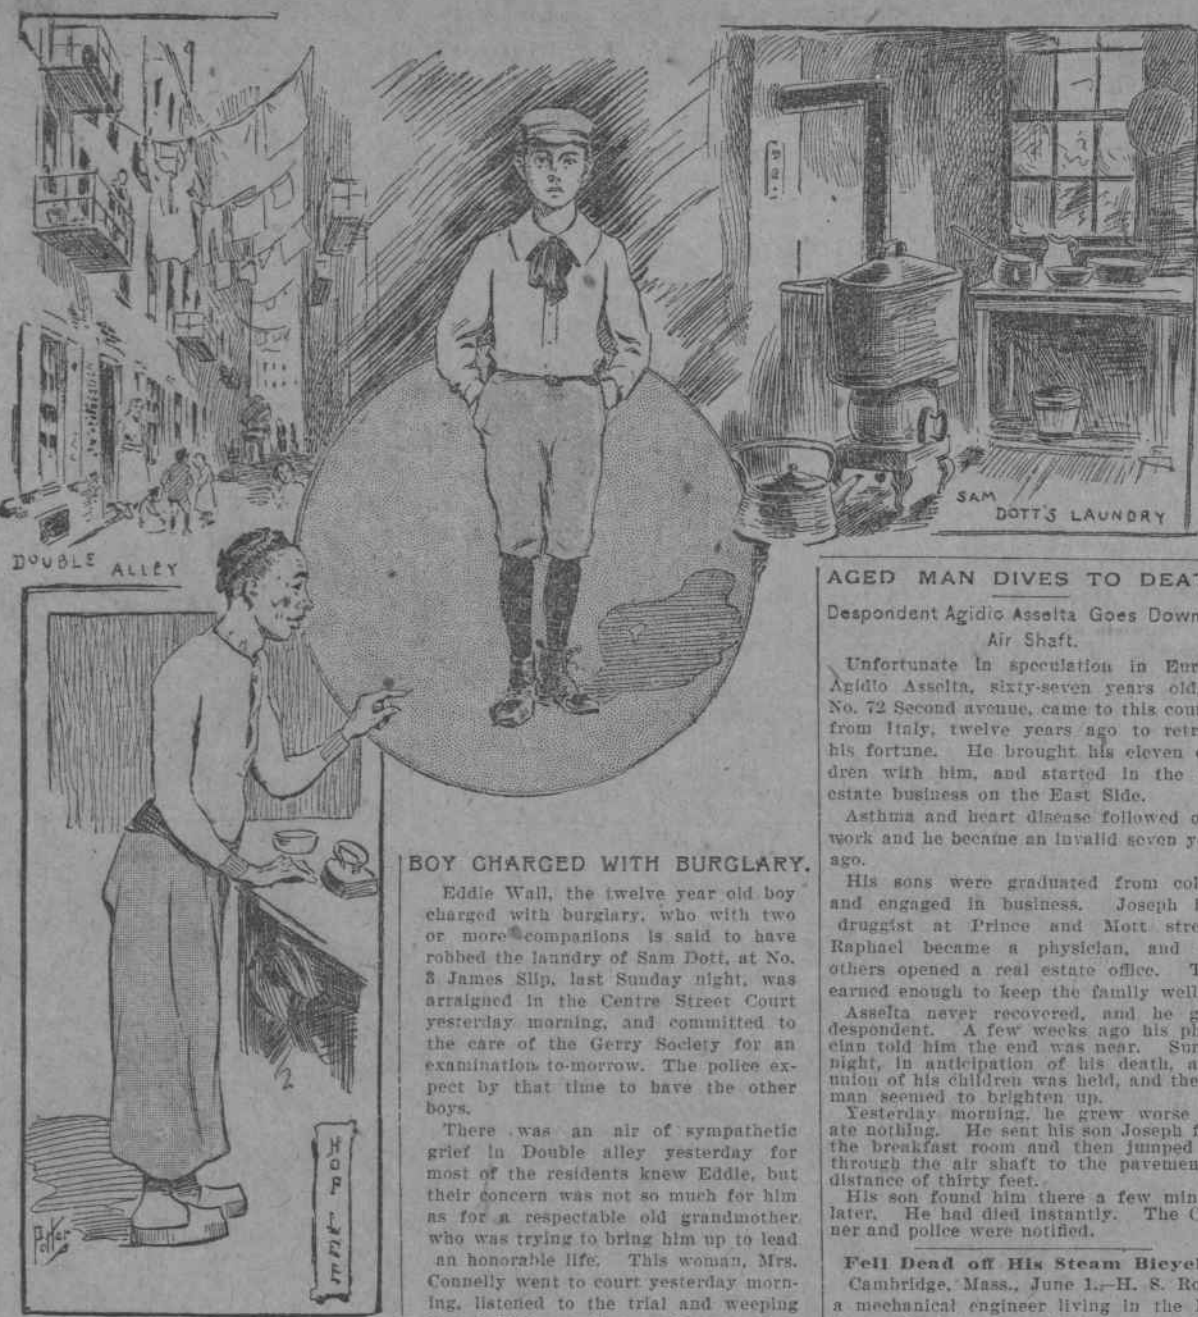 DOUBLE ALLEY
SAM
DOTT'S LAUNDRY
HOP LEE
BOY CHARGED WITH BURGLARY.
Eddie Wall, the twelve year old boy
charged with burglary, who with two
or more companions is said to have
robbed the laundry of Sam Dott, at No.
3 James Slip, last Sunday night, was
arraigned in the Centre Street Court
yesterday morning, and committed to
the care of the Gerry Society for an
examination to-morrow. The police ex-
pect by that time to have the other
boys.
There was an air of sympathetic
grief in Double alley yesterday for
most of the residents knew Eddie, but
their concern was not so much for him
as for a respectable old grandmother
who was trying to bring him up to lead
an honorable life. This woman, Mrs.
Connelly went to court yesterday morn-
ing, listened to the trial and weeping
AGED MAN DIVES TO DEAT
Despondent Agidio Asselta Goes Down
Air Shaft.
Unfortunate in speculation in Eur
Agidio Asselta, sixty-seven years old
No. 72 Second avenue, came to this coun
from Italy, twelve years ago to retr
his fortune. He brought his eleven c
dren with him, and started in the
estate business on the East Side.
Asthma and heart disease followed o
work and he became an invalid seven y
ago.
His sons were graduated from col
and engaged in business. Joseph
druggist at Prince and Mott stre
Raphael became a physician, and
others opened a real estate office. T
earned enough to keep the family well
Asselta never recovered, and he g
despondent. A few weeks ago his ph
cian told him the end was near. Sun
night, in anticipation of his death, a
union of his children was held, and the
man seemed to brighten up.
Yesterday morning, he grew worse
ate nothing. He sent his son Joseph f
the breakfast room and then jumped
through the air shaft to the pavemen
distance of thirty feet.
His son found him there a few min
later. He had died instantly. The C
ner and police were notified.
Fell Dead off His Steam Bicycl
Cambridge, Mass., June 1.—H. S. Ro
a mechanical engineer living in the